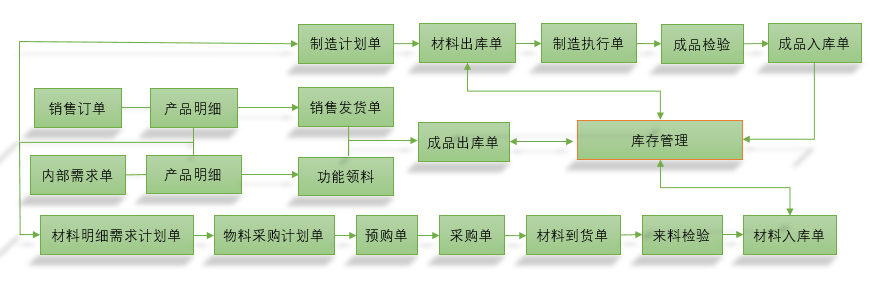 制造计划单
材料出库单
制造执行单
成品检验
成品入库单
销售订单
产品明细
销售发货单
成品出库单
库存管理
内部需求单
产品明细
功能领料
材料明细需求计划单
物料采购计划单
预购单
采购单
材料到货单
来料检验
材料入库单